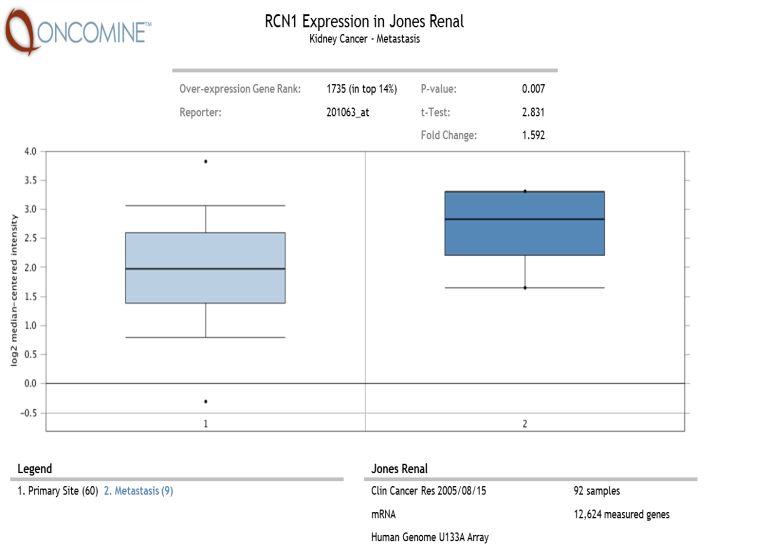 ONCOMINE™
RCN1 Expression in Jones Renal
Kidney Cancer - Metastasis
Over-expression Gene Rank: 1735 (in top 14%) P-value: 0.007
Reporter: 201063_at t-Test: 2.831
Fold Change: 1.592
4.0
3.5
3.0
2.5
2.0
1.5
1.0
0.5
0.0
-0.5
log2 median-centered intensity
1 2
Legend
1. Primary Site (60) 2. Metastasis (9)
Jones Renal
Clin Cancer Res 2005/08/15 92 samples
mRNA 12,624 measured genes
Human Genome U133A Array